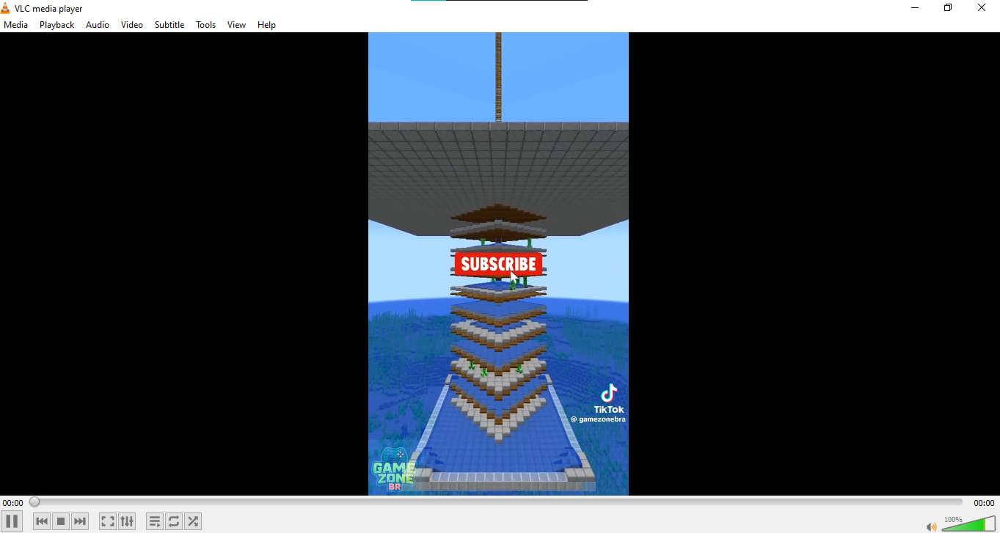 VLC media player
Media Playback Audio Video Subtitle Tools View Help
SUBSCRIBE
TikTok
@ gamezonebra
GAME
ZONE
BR
00:00 00:00
100%